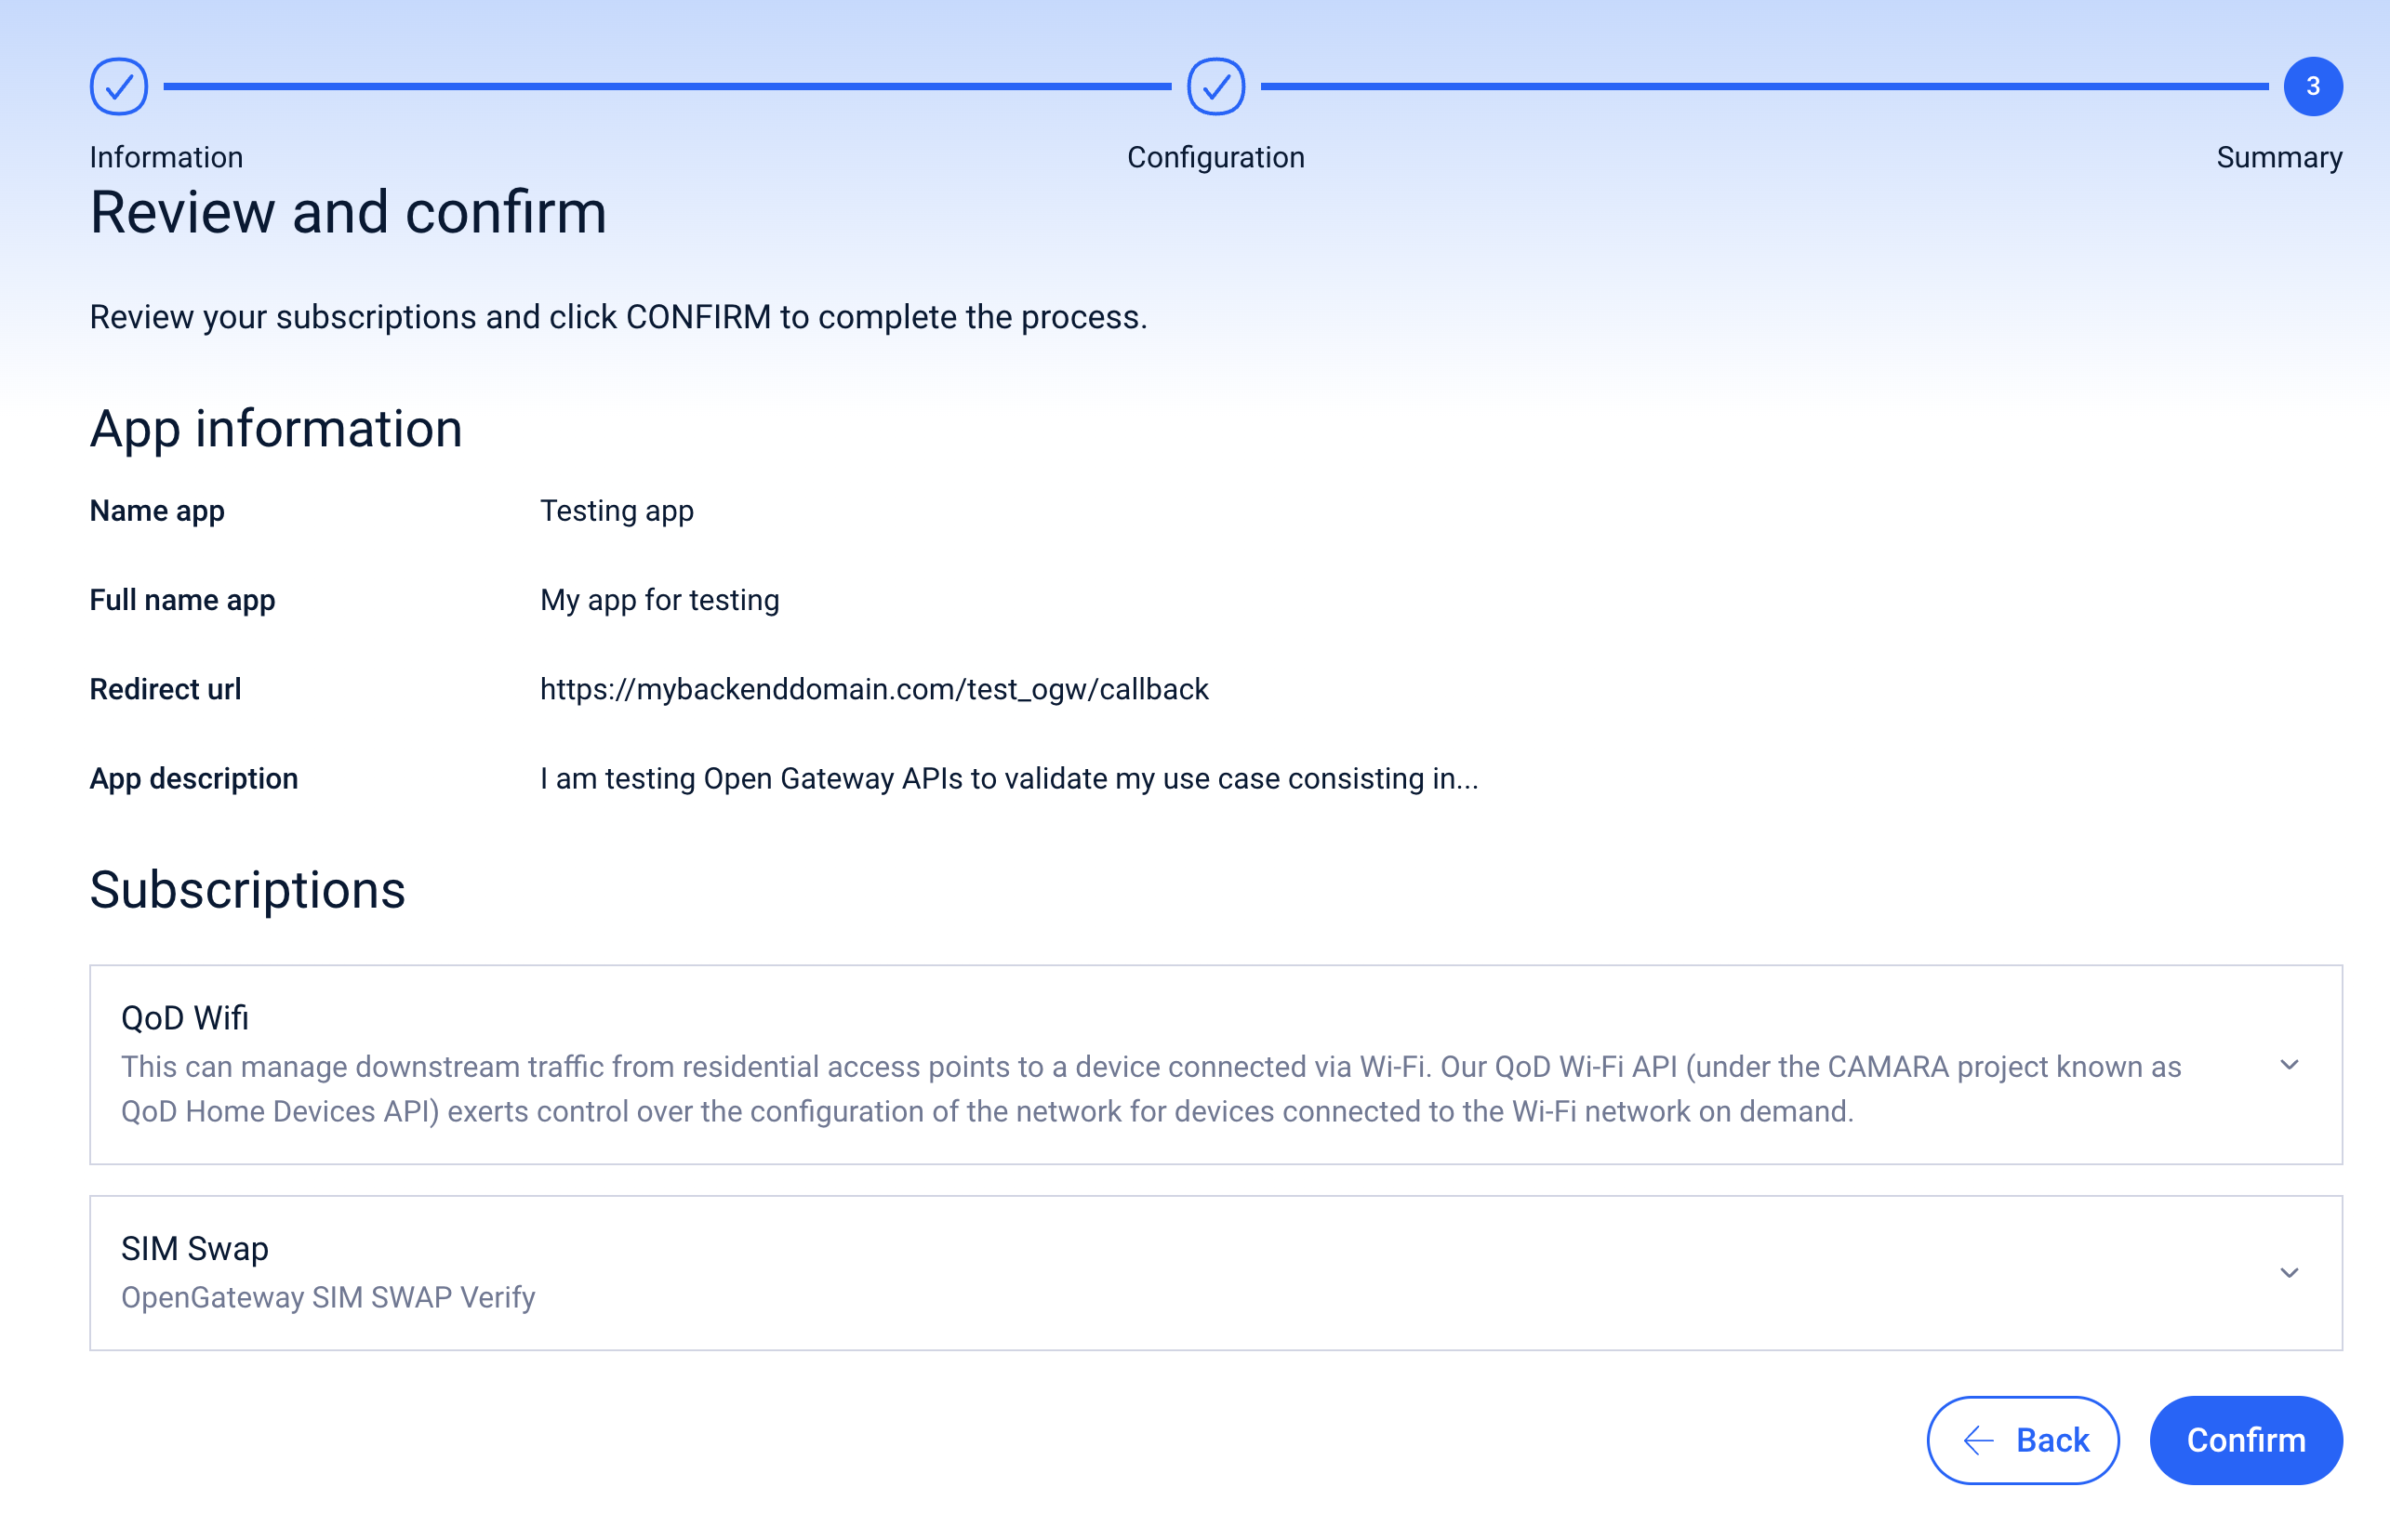 3
Information
Configuration
Summary
Review and confirm
Review your subscriptions and click CONFIRM to complete the process.
App information
Name app
Testing app
Full name app
My app for testing
Redirect url
https://mybackenddomain.com/test_ogw/callback
App description
I am testing Open Gateway APIs to validate my use case consisting in...
Subscriptions
QoD Wifi
This can manage downstream traffic from residential access points to a device connected via Wi-Fi. Our QoD Wi-Fi API (under the CAMARA project known as
QoD Home Devices API) exerts control over the configuration of the network for devices connected to the Wi-Fi network on demand.
SIM Swap
OpenGateway SIM SWAP Verify
Back
Confirm